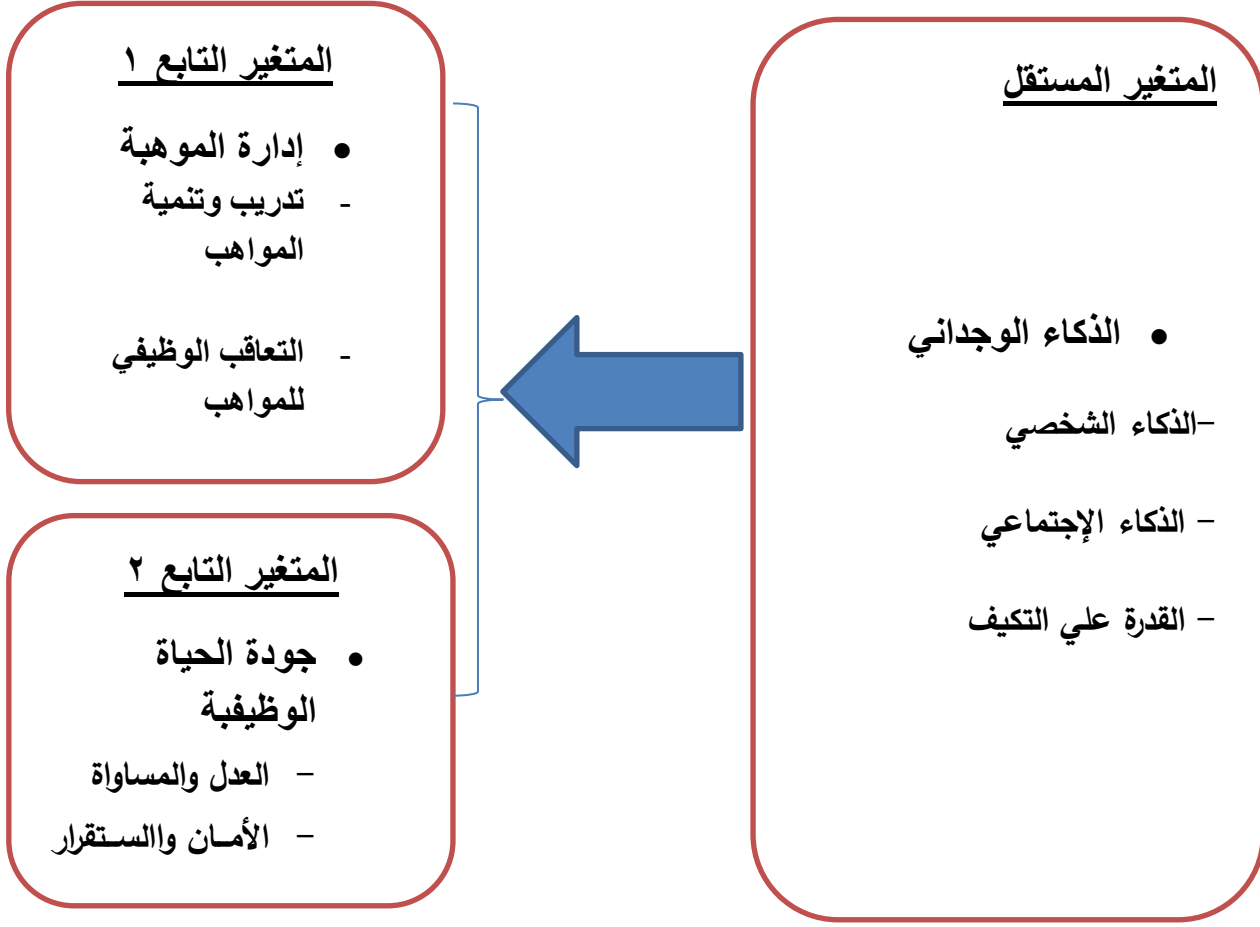 المتغير المستقل
• الذكاء الوجداني
–الذكاء الشخصي
– الذكاء الإجتماعي
– القدرة علي التكيف
المتغير التابع ١
• إدارة الموهبة
- تدريب وتنمية
المواهب
- التعاقب الوظيفي
للمواهب
المتغير التابع ٢
• جودة الحياة
الوظيفبة
– العدل والمساواة
– الأمـان واالسـتقرار